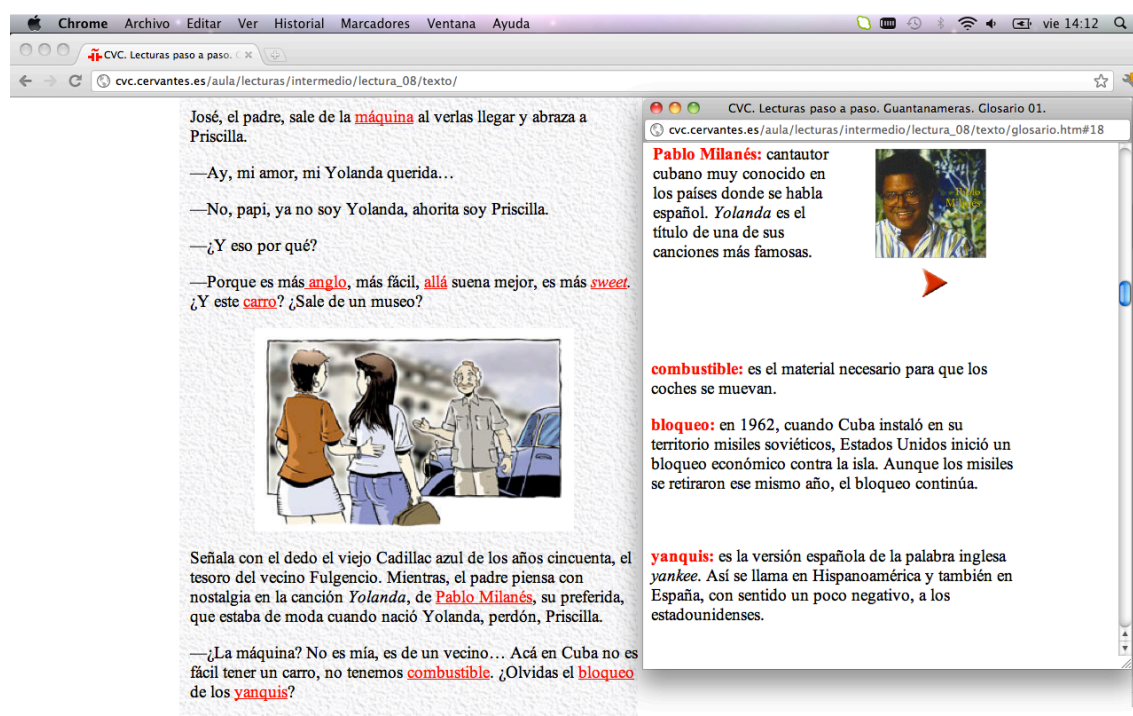 Chrome Archivo Editar Ver Historial Marcadores Ventana Ayuda vie 14:12
CVC. Lecturas paso a paso. G
cvc.cervantes.es/aula/lecturas/intermedio/lectura_08/texto/
José, el padre, sale de la máquina al verlas llegar y abraza a
Priscilla.
—Ay, mi amor, mi Yolanda querida…
—No, papi, ya no soy Yolanda, ahorita soy Priscilla.
—¿Y eso por qué?
—Porque es más anglo, más fácil, allá suena mejor, es más sweet.
¿Y este carro? ¿Sale de un museo?
Señala con el dedo el viejo Cadillac azul de los años cincuenta, el
tesoro del vecino Fulgencio. Mientras, el padre piensa con
nostalgia en la canción Yolanda, de Pablo Milanés, su preferida,
que estaba de moda cuando nació Yolanda, perdón, Priscilla.
—¿La máquina? No es mía, es de un vecino… Acá en Cuba no es
fácil tener un carro, no tenemos combustible. ¿Olvidas el bloqueo
de los yanquis?
CVC. Lecturas paso a paso. Guantanameras. Glosario 01.
cvc.cervantes.es/aula/lecturas/intermedio/lectura_08/texto/glosario.htm#18
Pablo Milanés: cantautor
cubano muy conocido en
los países donde se habla
español. Yolanda es el
título de una de sus
canciones más famosas.
Pablo
Milanés
combustible: es el material necesario para que los
coches se muevan.
bloqueo: en 1962, cuando Cuba instaló en su
territorio misiles soviéticos, Estados Unidos inició un
bloqueo económico contra la isla. Aunque los misiles
se retiraron ese mismo año, el bloqueo continúa.
yanquis: es la versión española de la palabra inglesa
yankee. Así se llama en Hispanoamérica y también en
España, con sentido un poco negativo, a los
estadounidenses.